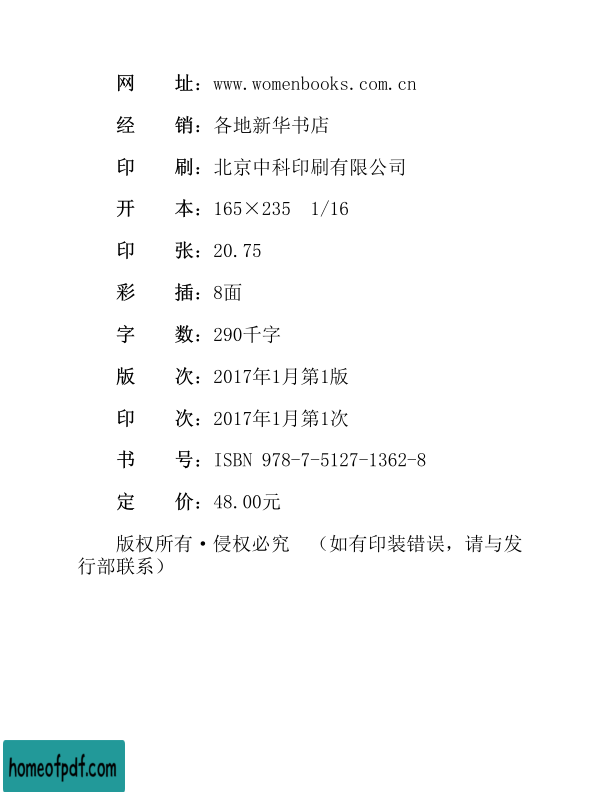 网　　址：www.womenbooks.com.cn
经　　销：各地新华书店
印　　刷：北京中科印刷有限公司
开　　本：165×235　1/16
印　　张：20.75
彩　　插：8面
字　　数：290千字
版　　次：2017年1月第1版
印　　次：2017年1月第1次
书　　号：ISBN 978-7-5127-1362-8
定　　价：48.00元
版权所有·侵权必究　（如有印装错误，请与发
行部联系）
homeofpdf.com